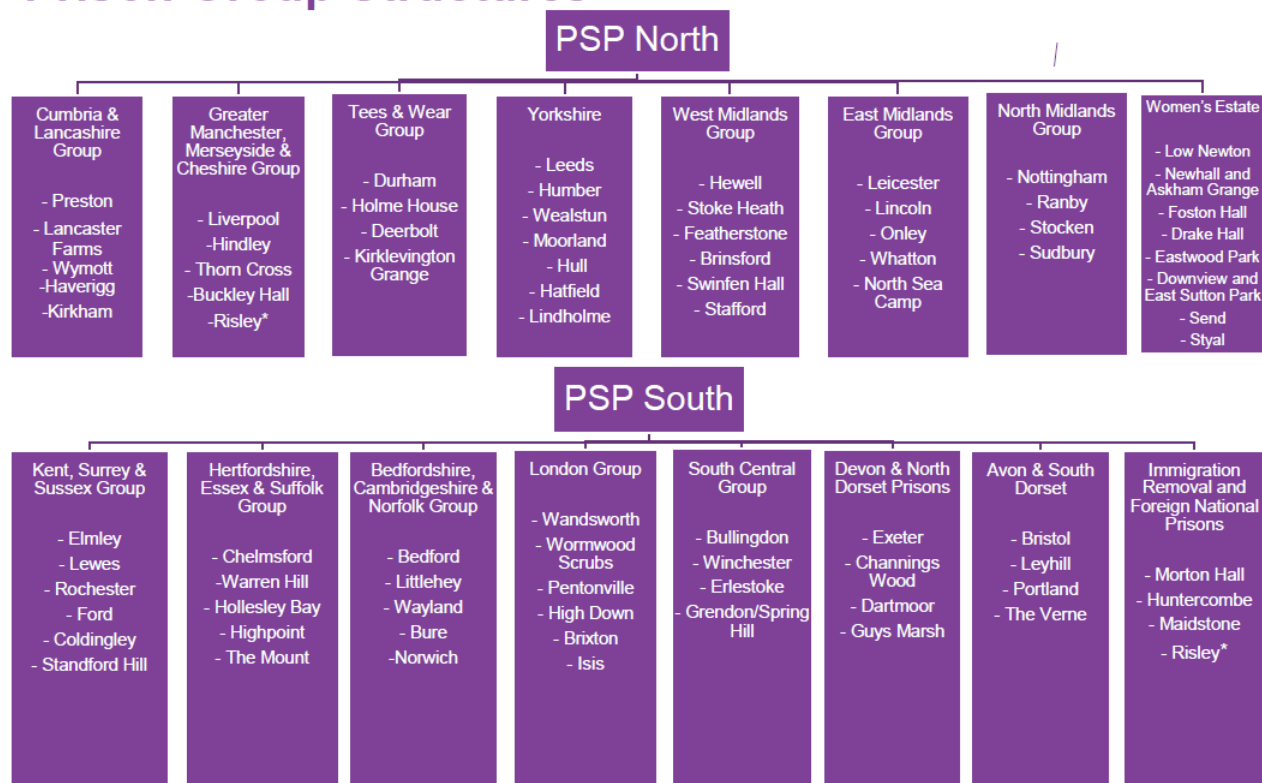 Prison Group Structures
PSP North
Cumbria &
Lancashire
Group
- Preston
- Lancaster
Farms
- Wymott
-Haverigg
-Kirkham
Greater
Manchester,
Merseyside &
Cheshire Group
- Liverpool
-Hindley
- Thorn Cross
-Buckley Hall
-Risley*
Tees & Wear
Group
- Durham
- Holme House
- Deerbolt
- Kirklevington
Grange
Yorkshire
- Leeds
- Humber
- Wealstun
- Moorland
- Hull
- Hatfield
- Lindholme
West Midlands
Group
- Hewell
- Stoke Heath
- Featherstone
- Brinsford
- Swinfen Hall
- Stafford
East Midlands
Group
- Leicester
- Lincoln
- Onley
- Whatton
- North Sea
Camp
North Midlands
Group
- Nottingham
- Ranby
- Stocken
- Sudbury
Women's Estate
- Low Newton
- Newhall and
Askham Grange
- Foston Hall
- Drake Hall
- Eastwood Park
- Downview and
East Sutton Park
- Send
- Styal
PSP South
Kent, Surrey &
Sussex Group
- Elmley
- Lewes
- Rochester
- Ford
- Coldingley
- Standford Hill
Hertfordshire,
Essex & Suffolk
Group
- Chelmsford
-Warren Hill
- Hollesley Bay
- Highpoint
- The Mount
Bedfordshire,
Cambridgeshire &
Norfolk Group
- Bedford
- Littlehey
- Wayland
- Bure
-Norwich
London Group
- Wandsworth
- Wormwood
Scrubs
- Pentonville
- High Down
- Brixton
- Isis
South Central
Group
- Bullingdon
- Winchester
- Erlestoke
- Grendon/Spring
Hill
Devon & North
Dorset Prisons
- Exeter
- Channings
Wood
- Dartmoor
- Guys Marsh
Avon & South
Dorset
- Bristol
- Leyhill
- Portland
- The Verne
Immigration
Removal and
Foreign National
Prisons
- Morton Hall
- Huntercombe
- Maidstone
- Risley*